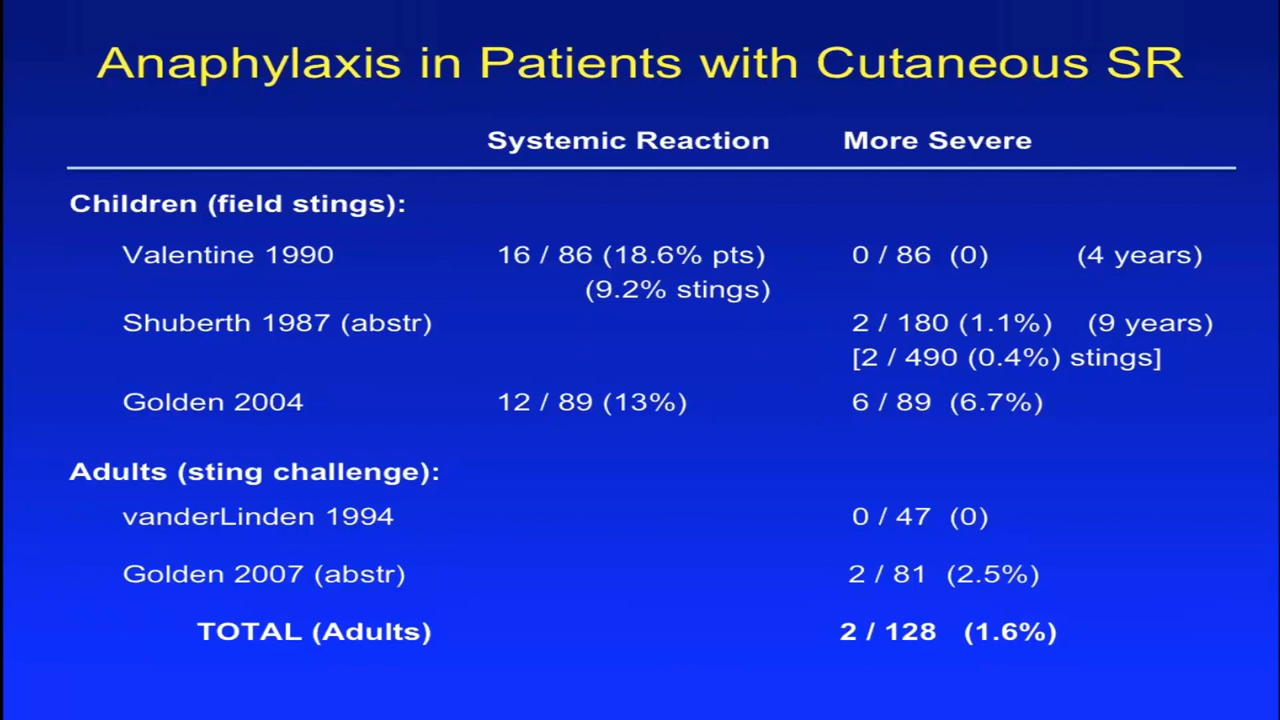 Anaphylaxis in Patients with Cutaneous SR
Systemic Reaction More Severe
Children (field stings):
Valentine 1990 16 / 86 (18.6% pts) 0 / 86 (0) (4 years)
(9.2% stings)
Shuberth 1987 (abstr) 2 / 180 (1.1%) (9 years)
[2 / 490 (0.4%) stings]
Golden 2004 12 / 89 (13%) 6 / 89 (6.7%)
Adults (sting challenge):
vanderLinden 1994 0 / 47 (0)
Golden 2007 (abstr) 2 / 81 (2.5%)
TOTAL (Adults) 2 / 128 (1.6%)